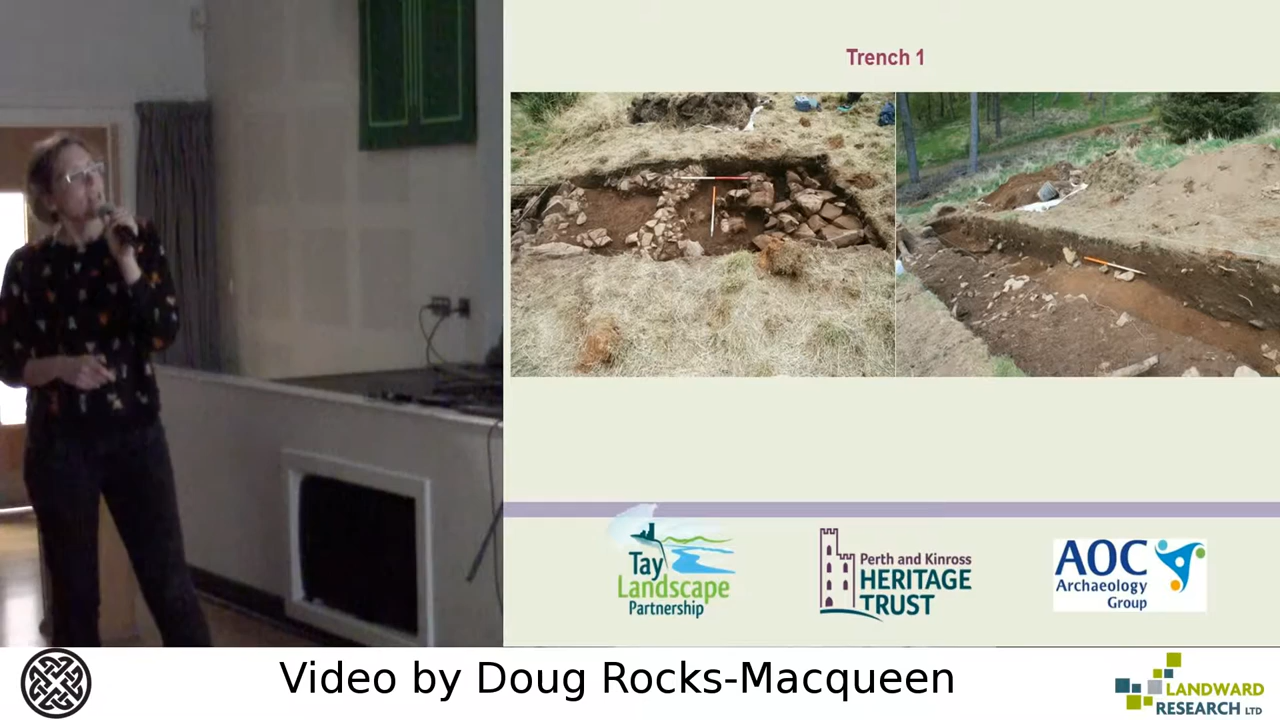 Trench 1
Tay
Landscape
Partnership
Perth and Kinross
HERITAGE
TRUST
AOC
Archaeology
Group
Video by Doug Rocks-Macqueen
LANDWARD
RESEARCH LTD